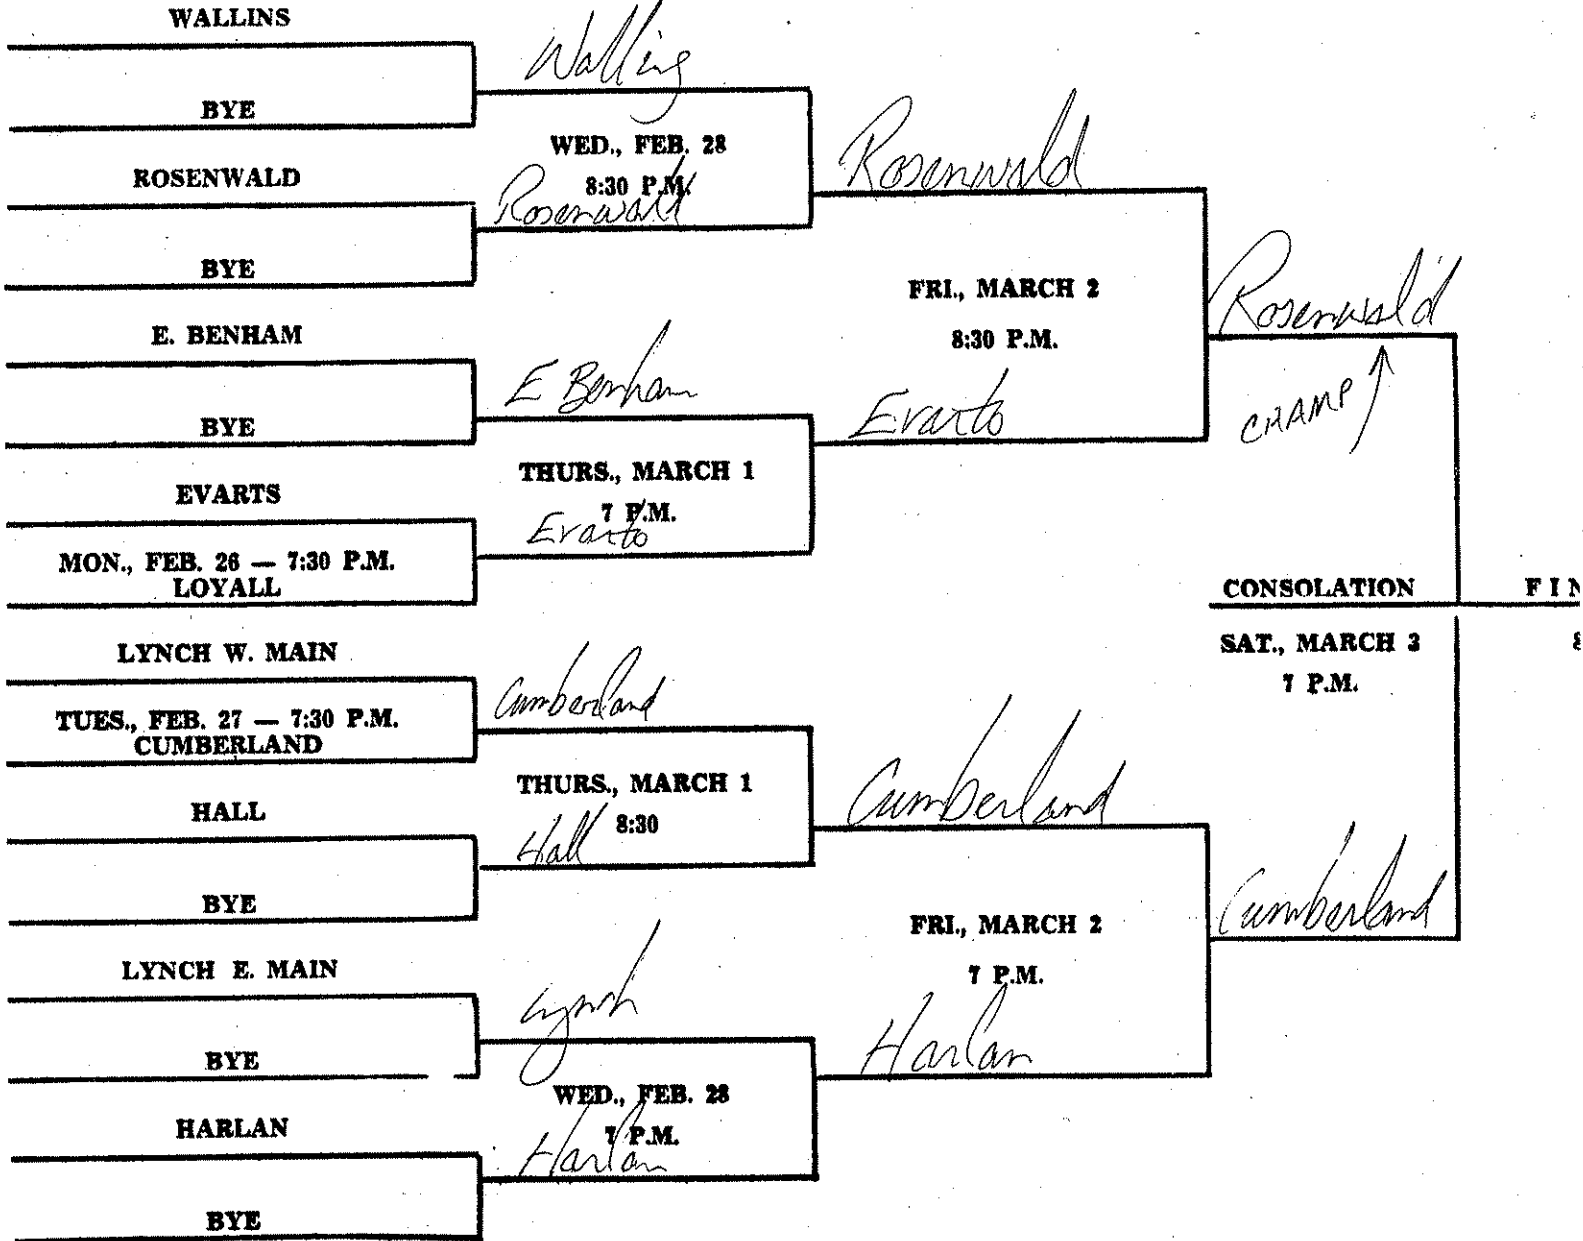 WALLINS
Walling
BYE
WED., FEB. 28
8:30 P.M.
ROSENWALD
Rosenwald
Rosenwald
BYE
Rosenwald
FRI., MARCH 2
8:30 P.M.
CHAMP
E. BENHAM
E Benham
BYE
Evarts
THURS., MARCH 1
7 P.M.
EVARTS
Evarts
MON., FEB. 26 — 7:30 P.M.
LOYALL
CONSOLATION
FIN
SAT., MARCH 3
8
7 P.M.
LYNCH W. MAIN
Cumberland
TUES., FEB. 27 — 7:30 P.M.
CUMBERLAND
THURS., MARCH 1
8:30
Cumberland
HALL
Hall
BYE
Cumberland
FRI., MARCH 2
7 P.M.
LYNCH E. MAIN
Lynch
BYE
Harlan
WED., FEB. 28
7 P.M.
HARLAN
Harlan
BYE